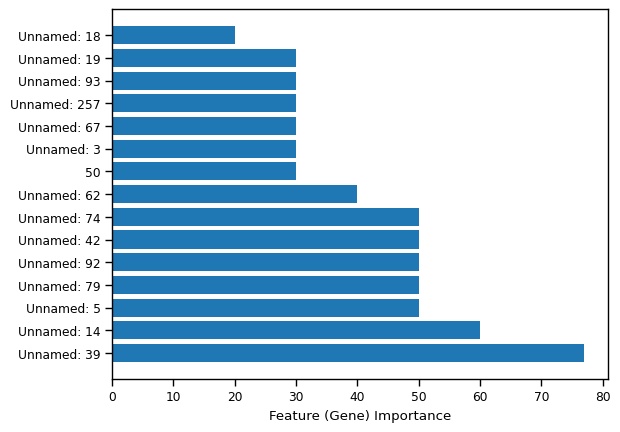 Unnamed: 18
Unnamed: 19
Unnamed: 93
Unnamed: 257
Unnamed: 67
Unnamed: 3
50
Unnamed: 62
Unnamed: 74
Unnamed: 42
Unnamed: 92
Unnamed: 79
Unnamed: 5
Unnamed: 14
Unnamed: 39
0 10 20 30 40 50 60 70 80
Feature (Gene) Importance